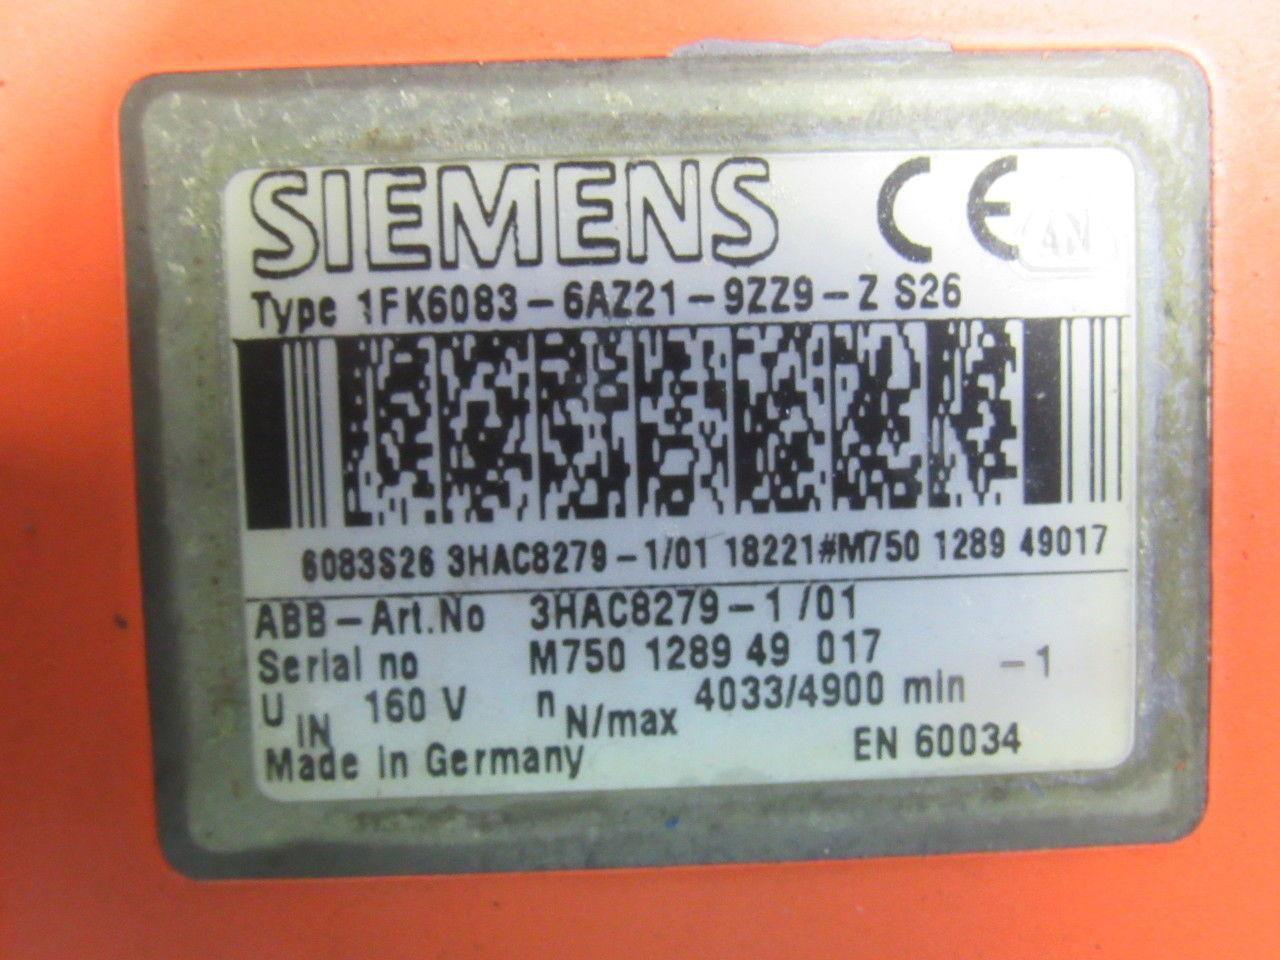 SIEMENS CE
Type 1FK6083-6AZ21-9ZZ9-Z S26
6083S26 3HAC8279-1/01 18221#M750 1289 49017
ABB-Art.No 3HAC8279-1 /01
Serial no M750 1289 49 017
U IN 160 V n N/max 4033/4900 min -1
Made in Germany EN 60034